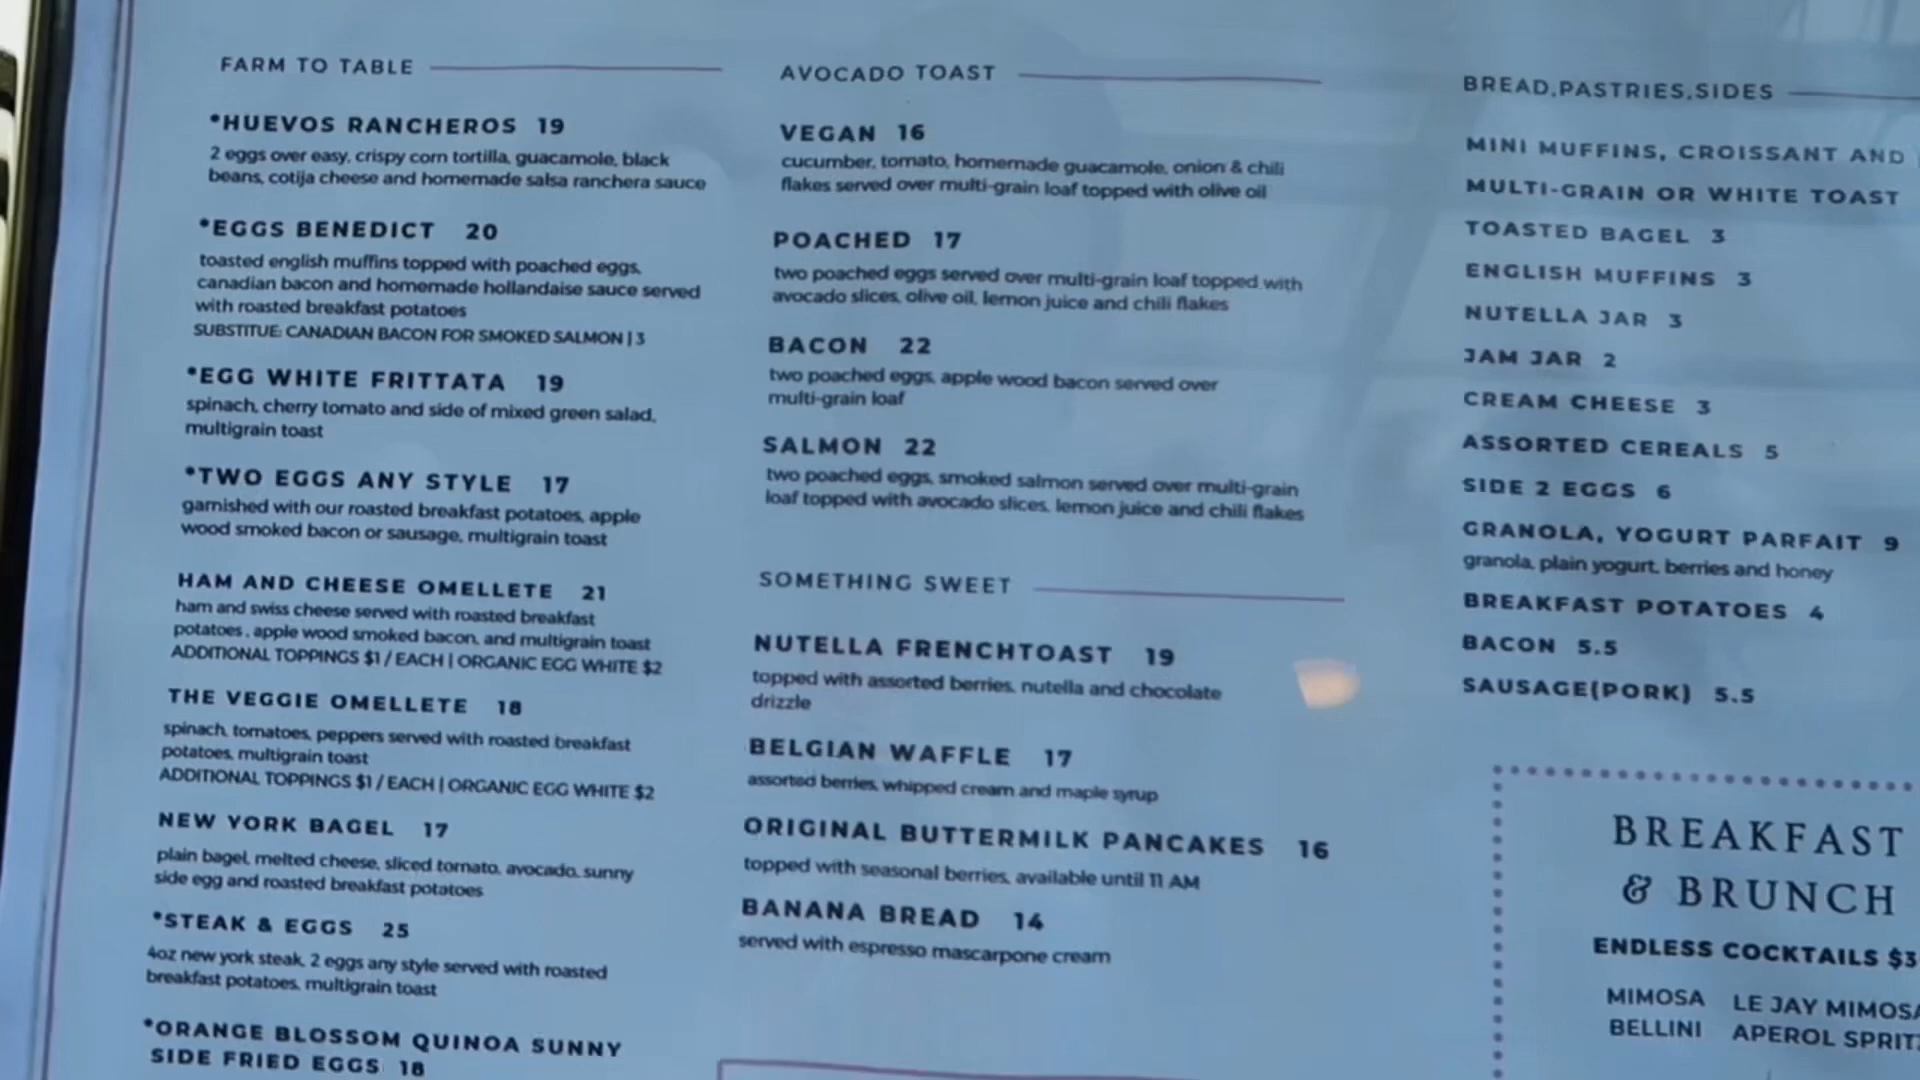 FARM TO TABLE
*HUEVOS RANCHEROS 19
2 eggs over easy, crispy corn tortilla, guacamole, black
beans, cotija cheese and homemade salsa ranchera sauce
*EGGS BENEDICT 20
toasted english muffins topped with poached eggs,
canadian bacon and homemade hollandaise sauce served
with roasted breakfast potatoes
SUBSTITUE: CANADIAN BACON FOR SMOKED SALMON | 3
*EGG WHITE FRITTATA 19
spinach, cherry tomato and side of mixed green salad,
multigrain toast
*TWO EGGS ANY STYLE 17
garnished with our roasted breakfast potatoes, apple
wood smoked bacon or sausage, multigrain toast
HAM AND CHEESE OMELLETE 21
ham and swiss cheese served with roasted breakfast
potatoes, apple wood smoked bacon, and multigrain toast
ADDITIONAL TOPPINGS $1 / EACH | ORGANIC EGG WHITE $2
THE VEGGIE OMELLETE 18
spinach, tomatoes, peppers served with roasted breakfast
potatoes, multigrain toast
ADDITIONAL TOPPINGS $1 / EACH | ORGANIC EGG WHITE $2
NEW YORK BAGEL 17
plain bagel, melted cheese, sliced tomato, avocado, sunny
side egg and roasted breakfast potatoes
*STEAK & EGGS 25
4oz new york steak, 2 eggs any style served with roasted
breakfast potatoes, multigrain toast
*ORANGE BLOSSOM QUINOA SUNNY
SIDE FRIED EGGS 18
AVOCADO TOAST
VEGAN 16
cucumber, tomato, homemade guacamole, onion & chili
flakes served over multi-grain loaf topped with olive oil
POACHED 17
two poached eggs served over multi-grain loaf topped with
avocado slices, olive oil, lemon juice and chili flakes
BACON 22
two poached eggs, apple wood bacon served over
multi-grain loaf
SALMON 22
two poached eggs, smoked salmon served over multi-grain
loaf topped with avocado slices, lemon juice and chili flakes
SOMETHING SWEET
NUTELLA FRENCHTOAST 19
topped with assorted berries, nutella and chocolate
drizzle
BELGIAN WAFFLE 17
assorted berries, whipped cream and maple syrup
ORIGINAL BUTTERMILK PANCAKES 16
topped with seasonal berries, available until 11 AM
BANANA BREAD 14
served with espresso mascarpone cream
BREAD,PASTRIES,SIDES
MINI MUFFINS, CROISSANT AND
MULTI-GRAIN OR WHITE TOAST
TOASTED BAGEL 3
ENGLISH MUFFINS 3
NUTELLA JAR 3
JAM JAR 2
CREAM CHEESE 3
ASSORTED CEREALS 5
SIDE 2 EGGS 6
GRANOLA, YOGURT PARFAIT 9
granola, plain yogurt, berries and honey
BREAKFAST POTATOES 4
BACON 5.5
SAUSAGE(PORK) 5.5
BREAKFAST
& BRUNCH
ENDLESS COCKTAILS $3
MIMOSA LE JAY MIMOSA
BELLINI APEROL SPRITZ